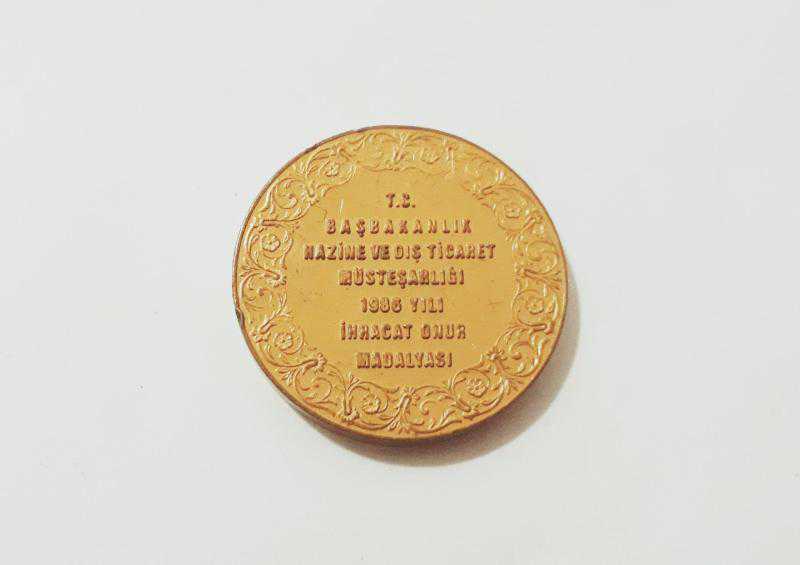 T.C.
BAŞBAKANLIK
HAZİNE VE DIŞ TİCARET
MÜSTEŞARLIĞI
1986 YILI
İHRACAT ONUR
MADALYASI